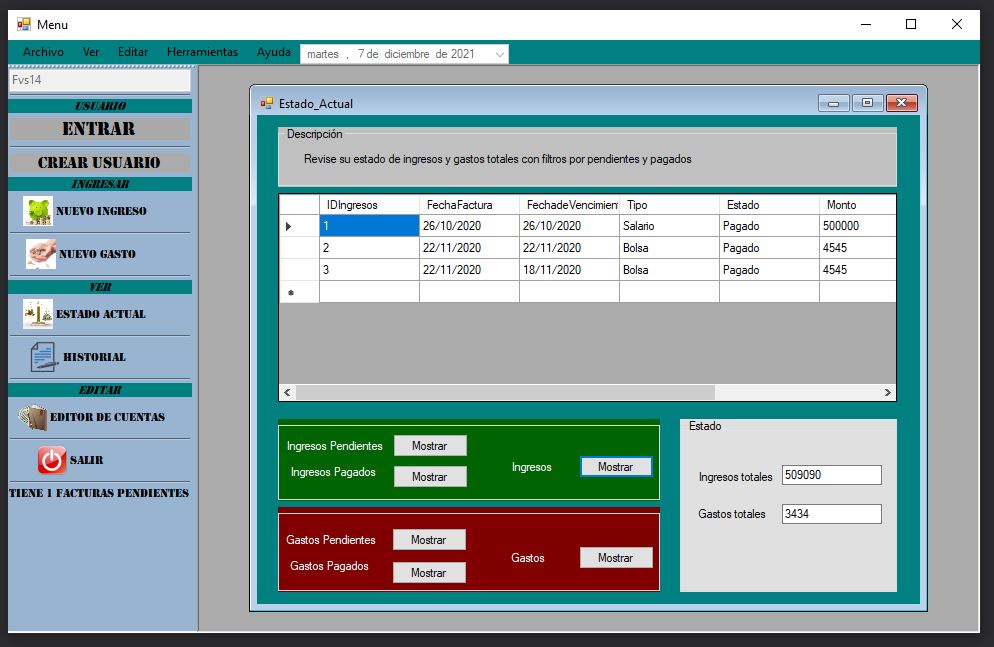 Menu
Archivo Ver Editar Herramientas Ayuda martes , 7 de diciembre de 2021
Fvs14
USUARIO
ENTRAR
CREAR USUARIO
INGRESAR
NUEVO INGRESO
NUEVO GASTO
VER
ESTADO ACTUAL
HISTORIAL
EDITAR
EDITOR DE CUENTAS
SALIR
TIENE 1 FACTURAS PENDIENTES
Estado_Actual
Descripción
Revise su estado de ingresos y gastos totales con filtros por pendientes y pagados
IDIngresos FechaFactura FechadeVencimien Tipo Estado Monto
1 26/10/2020 26/10/2020 Salario Pagado 500000
2 22/11/2020 22/11/2020 Bolsa Pagado 4545
3 22/11/2020 18/11/2020 Bolsa Pagado 4545
Ingresos Pendientes Mostrar
Ingresos Pagados Mostrar
Ingresos Mostrar
Gastos Pendientes Mostrar
Gastos Pagados Mostrar
Gastos Mostrar
Estado
Ingresos totales 509090
Gastos totales 3434